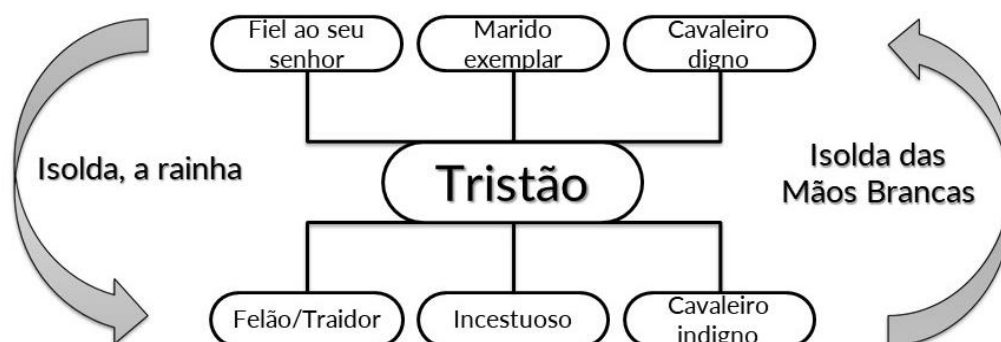 Fiel ao seu
senhor
Marido
exemplar
Cavaleiro
digno
Isolda, a rainha
Tristão
Isolda das
Mãos Brancas
Felão/Traidor
Incestuoso
Cavaleiro
indigno